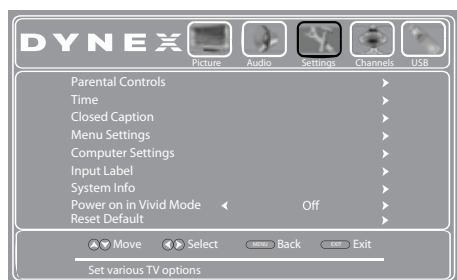 DYNEX
Picture Audio Settings Channels USB
Parental Controls
Time
Closed Caption
Menu Settings
Computer Settings
Input Label
System Info
Power on in Vivid Mode Off
Reset Default
Move Select MENU Back EXIT Exit
Set various TV options